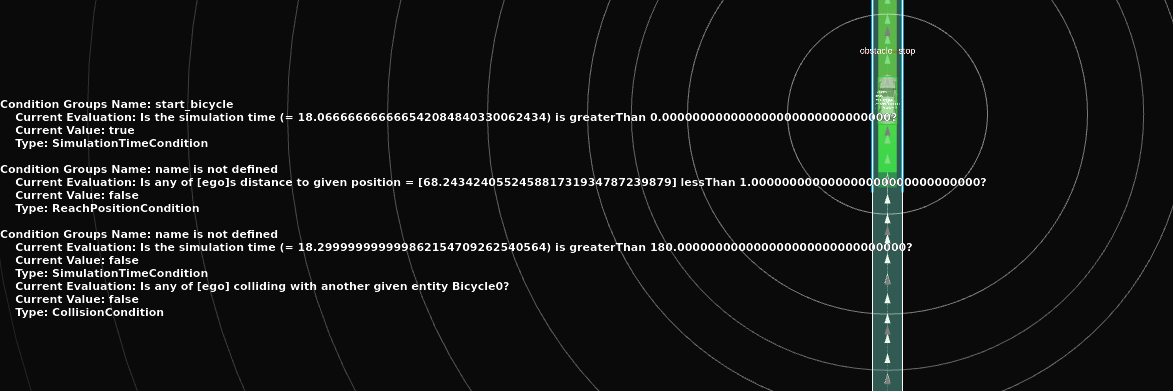 obstacle_stop
Condition Groups Name: start_bicycle
Current Evaluation: Is the simulation time (= 18.066666666666542084840330062434) is greaterThan 0.000000000000000000000000000000?
Current Value: true
Type: SimulationTimeCondition
Condition Groups Name: name is not defined
Current Evaluation: Is any of [ego]s distance to given position = [68.243424055245881731934787239879] lessThan 1.000000000000000000000000000000?
Current Value: false
Type: ReachPositionCondition
Condition Groups Name: name is not defined
Current Evaluation: Is the simulation time (= 18.299999999999862154709262540564) is greaterThan 180.000000000000000000000000000000?
Current Value: false
Type: SimulationTimeCondition
Current Evaluation: Is any of [ego] colliding with another given entity Bicycle0?
Current Value: false
Type: CollisionCondition